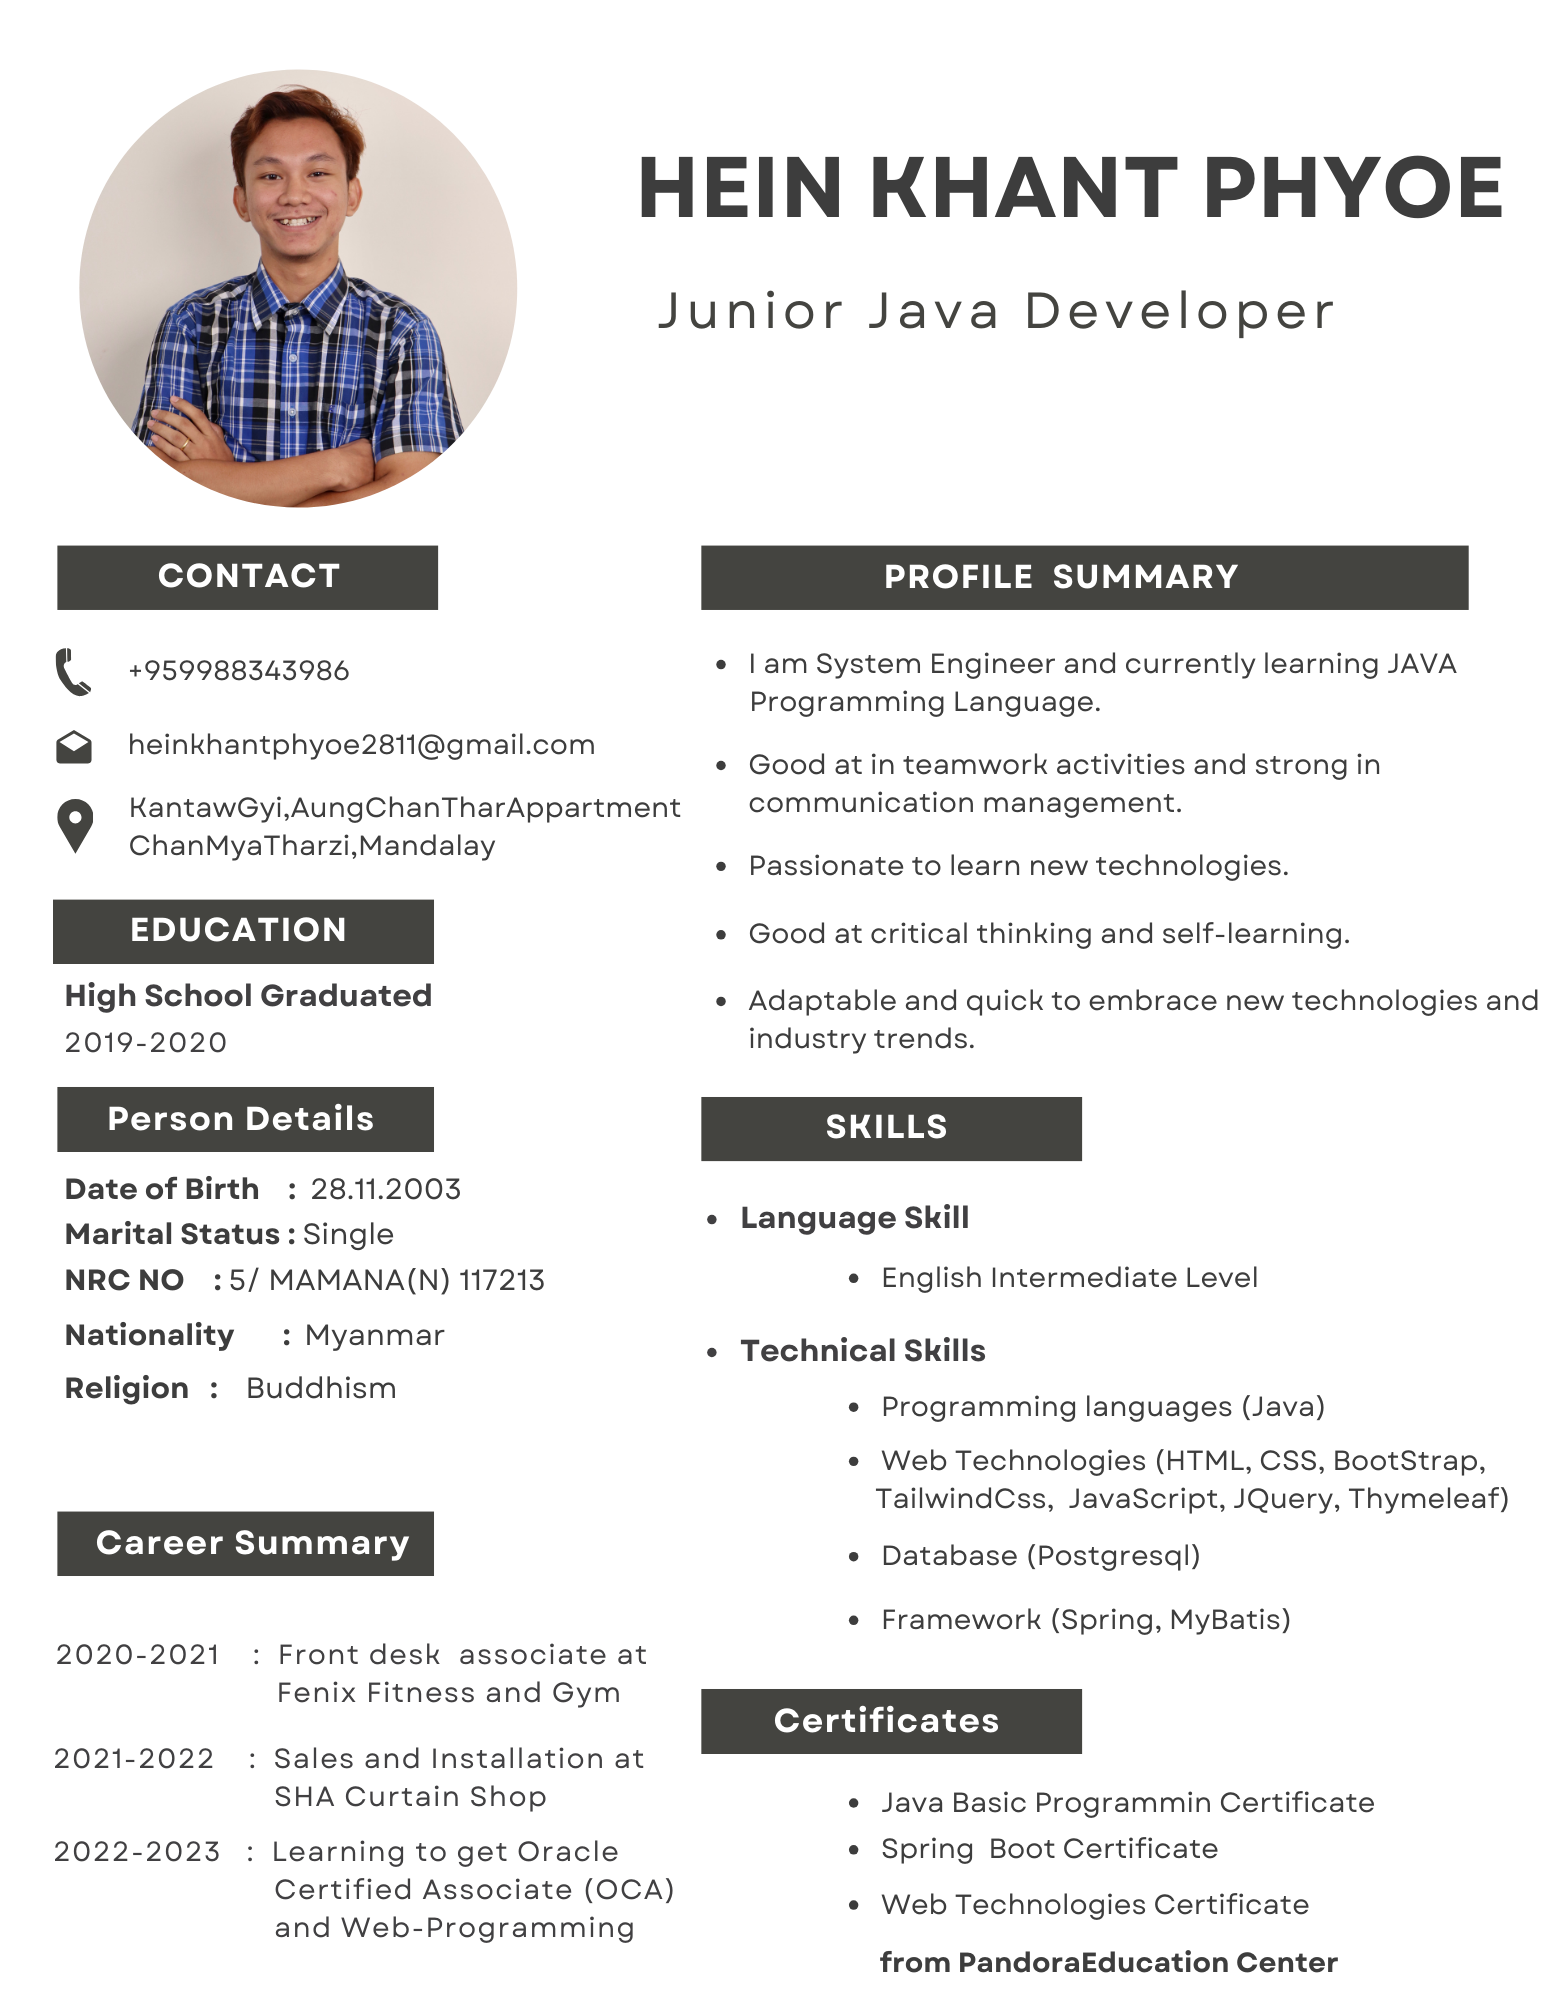 HEIN KHANT PHYOE
Junior Java Developer
CONTACT
+959988343986
heinkhantphyoe2811@gmail.com
KantawGyi,AungChanTharAppartment
ChanMyaTharzi,Mandalay
EDUCATION
High School Graduated
2019-2020
Person Details
Date of Birth : 28.11.2003
Marital Status : Single
NRC NO : 5/ MAMANA(N) 117213
Nationality : Myanmar
Religion : Buddhism
Career Summary
2020-2021 : Front desk associate at
Fenix Fitness and Gym
2021-2022 : Sales and Installation at
SHA Curtain Shop
2022-2023 : Learning to get Oracle
Certified Associate (OCA)
and Web-Programming
PROFILE SUMMARY
• I am System Engineer and currently learning JAVA
Programming Language.
• Good at in teamwork activities and strong in
communication management.
• Passionate to learn new technologies.
• Good at critical thinking and self-learning.
• Adaptable and quick to embrace new technologies and
industry trends.
SKILLS
• Language Skill
• English Intermediate Level
• Technical Skills
• Programming languages (Java)
• Web Technologies (HTML, CSS, BootStrap,
TailwindCss, JavaScript, JQuery, Thymeleaf)
• Database (Postgresql)
• Framework (Spring, MyBatis)
Certificates
• Java Basic Programmin Certificate
• Spring Boot Certificate
• Web Technologies Certificate
from PandoraEducation Center